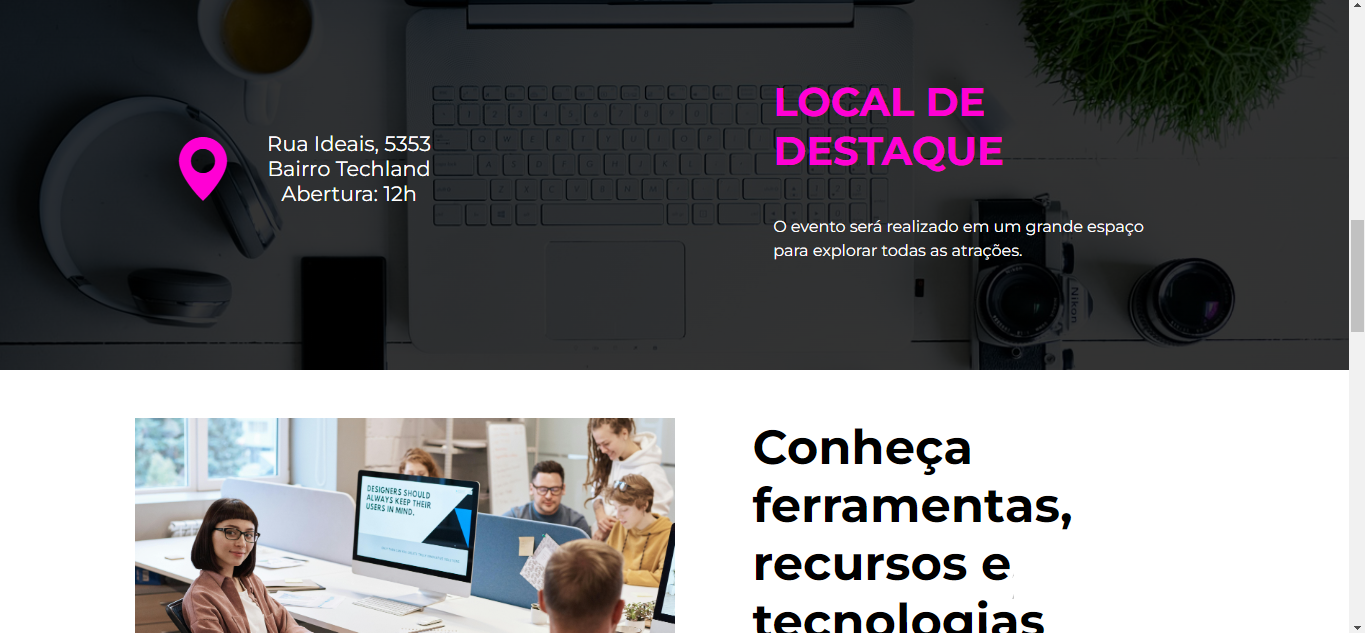 Rua Ideais, 5353
Bairro Techland
Abertura: 12h
LOCAL DE
DESTAQUE
O evento será realizado em um grande espaço
para explorar todas as atrações.
Nikon
DESIGNERS SHOULD
ALWAYS KEEP THEIR
USERS IN MIND.
Conheça
ferramentas,
recursos e
tecnologias